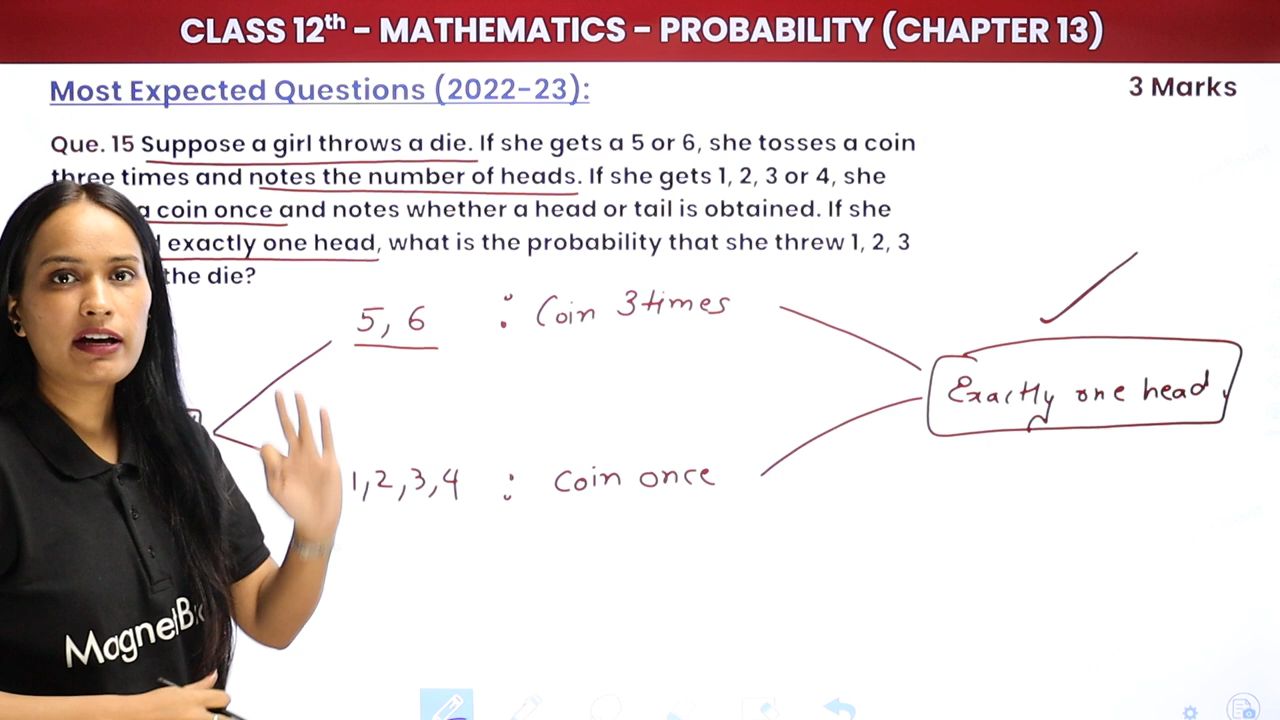 CLASS 12th – MATHEMATICS – PROBABILITY (CHAPTER 13)
Most Expected Questions (2022-23):
3 Marks
Que. 15 Suppose a girl throws a die. If she gets a 5 or 6, she tosses a coin
three times and notes the number of heads. If she gets 1, 2, 3 or 4, she
a coin once and notes whether a head or tail is obtained. If she
exactly one head, what is the probability that she threw 1, 2, 3
the die?
5, 6 : Coin 3 times
Exactly one head
1,2,3,4 : coin once